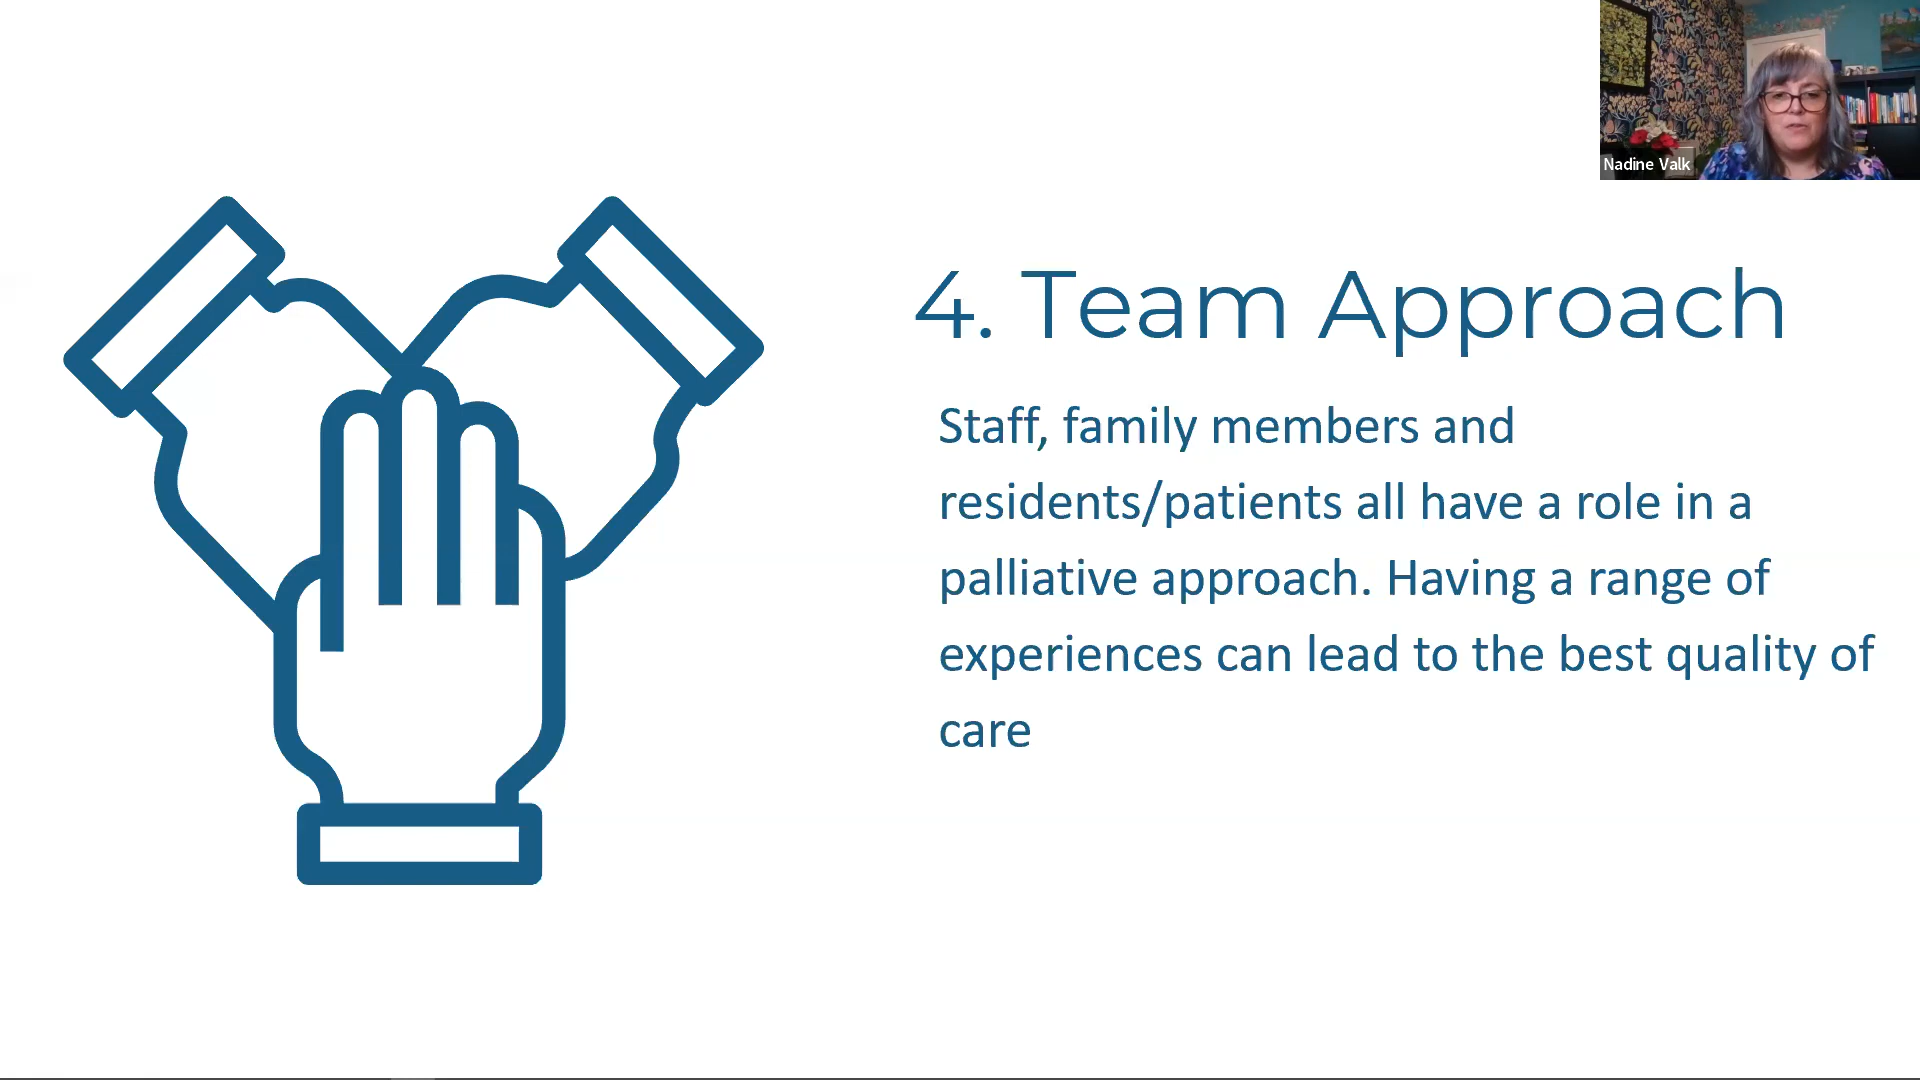 Nadine Valk
4. Team Approach
Staff, family members and
residents/patients all have a role in a
palliative approach. Having a range of
experiences can lead to the best quality of
care